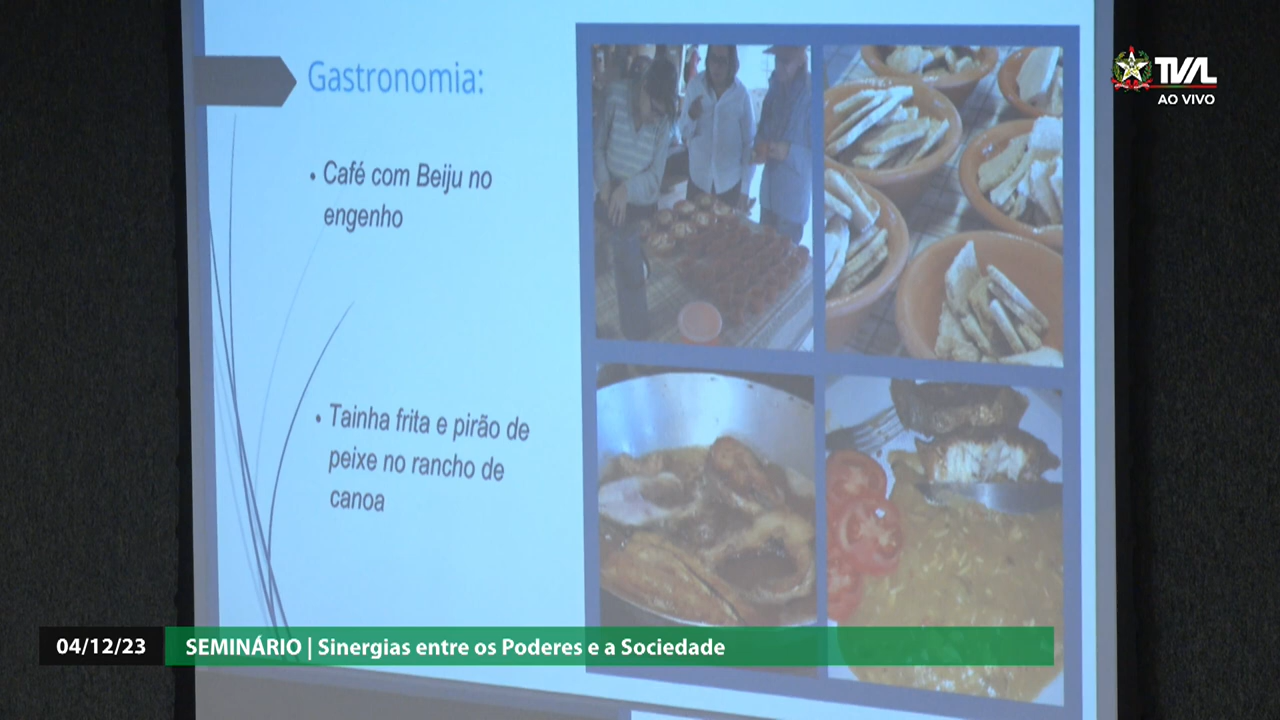 Gastronomia:
• Café com Beiju no
engenho
• Tainha frita e pirão de
peixe no rancho de
canoa
TVAL
AO VIVO
04/12/23
SEMINÁRIO | Sinergias entre os Poderes e a Sociedade